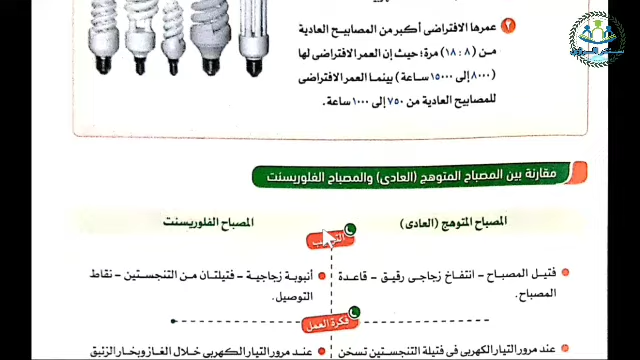 ٢ عمرها الافتراضى أكبر من المصابيح العادية
من (٨ : ١٨) مرة؛ حيث إن العمر الافتراضى لها
(٨٠٠٠ إلى ١٥٠٠٠ ساعة) بينما العمر الافتراضى
للمصابيح العادية من ٧٥٠ إلى ١٠٠٠ ساعة.
مقارنة بين المصباح المتوهج (العادى) والمصباح الفلوريسنت
المصباح المتوهج (العادى)
المصباح الفلوريسنت
فتيل المصباح - انتفاخ زجاجى رقيق - قاعدة
المصباح.
أنبوبة زجاجية - فتيلتان من التنجستين - نقاط
التوصيل.
فكرة العمل
عند مرور التيار الكهربى فى فتيلة التنجستين تسخن
عند مرور التيار الكهربى خلال الغاز وبخار الزئبق